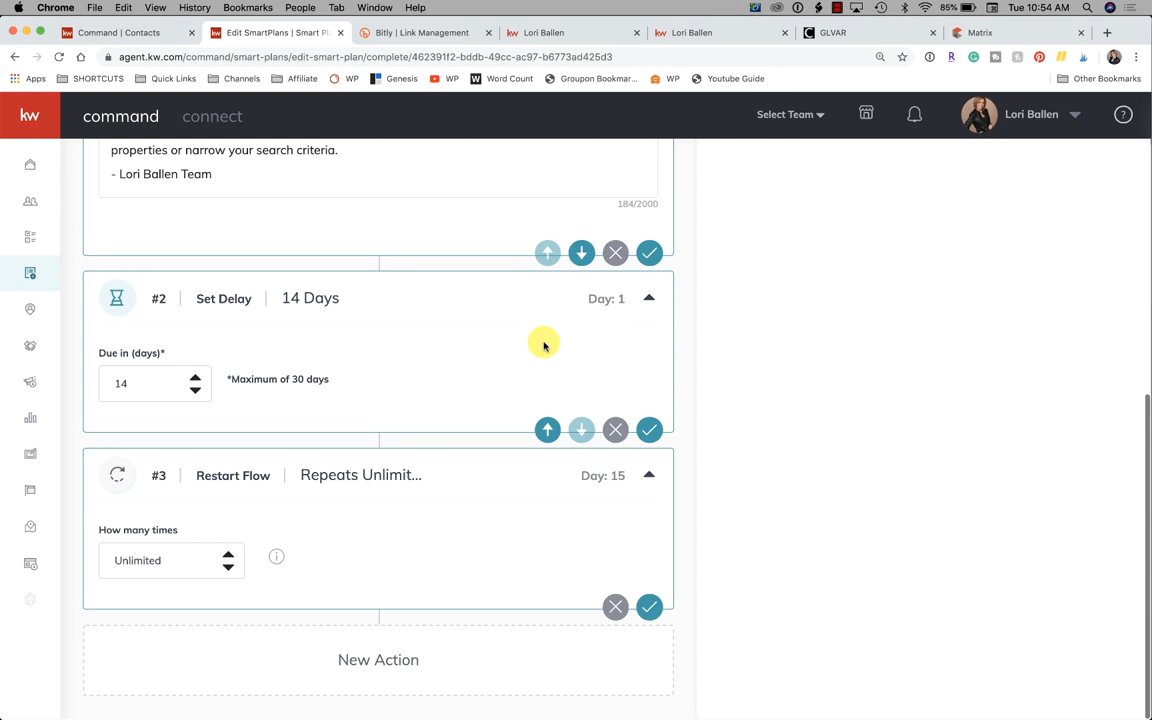 Chrome File Edit View History Bookmarks People Tab Window Help 85% Tue 10:54 AM
Command | Contacts
Edit SmartPlans | Smart Pl
Bitly | Link Management
Lori Ballen
Lori Ballen
GLVAR
Matrix
agent.kw.com/command/smart-plans/edit-smart-plan/complete/462391f2-bddb-49cc-ac97-b6773ad425d3
Apps SHORTCUTS Quick Links Channels Affiliate WP Genesis WP Word Count Groupon Bookmar... WP Youtube Guide Other Bookmarks
kw command connect Select Team Lori Ballen ?
properties or narrow your search criteria.
- Lori Ballen Team
184/2000
#2 | Set Delay | 14 Days Day: 1
Due in (days)*
14 *Maximum of 30 days
#3 | Restart Flow | Repeats Unlimit... Day: 15
How many times
Unlimited
New Action